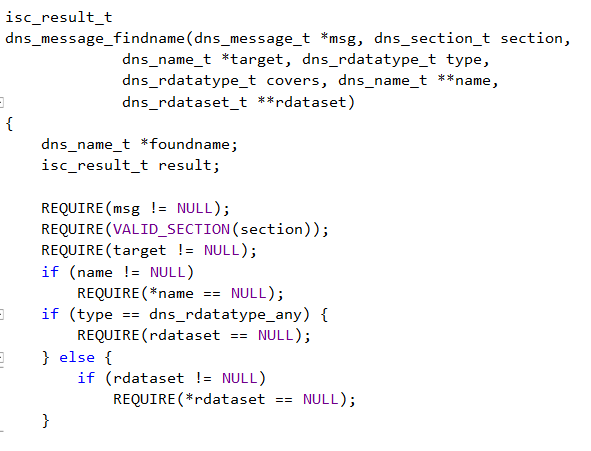 isc_result_t
dns_message_findname(dns_message_t *msg, dns_section_t section,
             dns_name_t *target, dns_rdatatype_t type,
             dns_rdatatype_t covers, dns_name_t **name,
             dns_rdataset_t **rdataset)
{
    dns_name_t *foundname;
    isc_result_t result;

    REQUIRE(msg != NULL);
    REQUIRE(VALID_SECTION(section));
    REQUIRE(target != NULL);
    if (name != NULL)
        REQUIRE(*name == NULL);
    if (type == dns_rdatatype_any) {
        REQUIRE(rdataset == NULL);
    } else {
        if (rdataset != NULL)
            REQUIRE(*rdataset == NULL);
    }